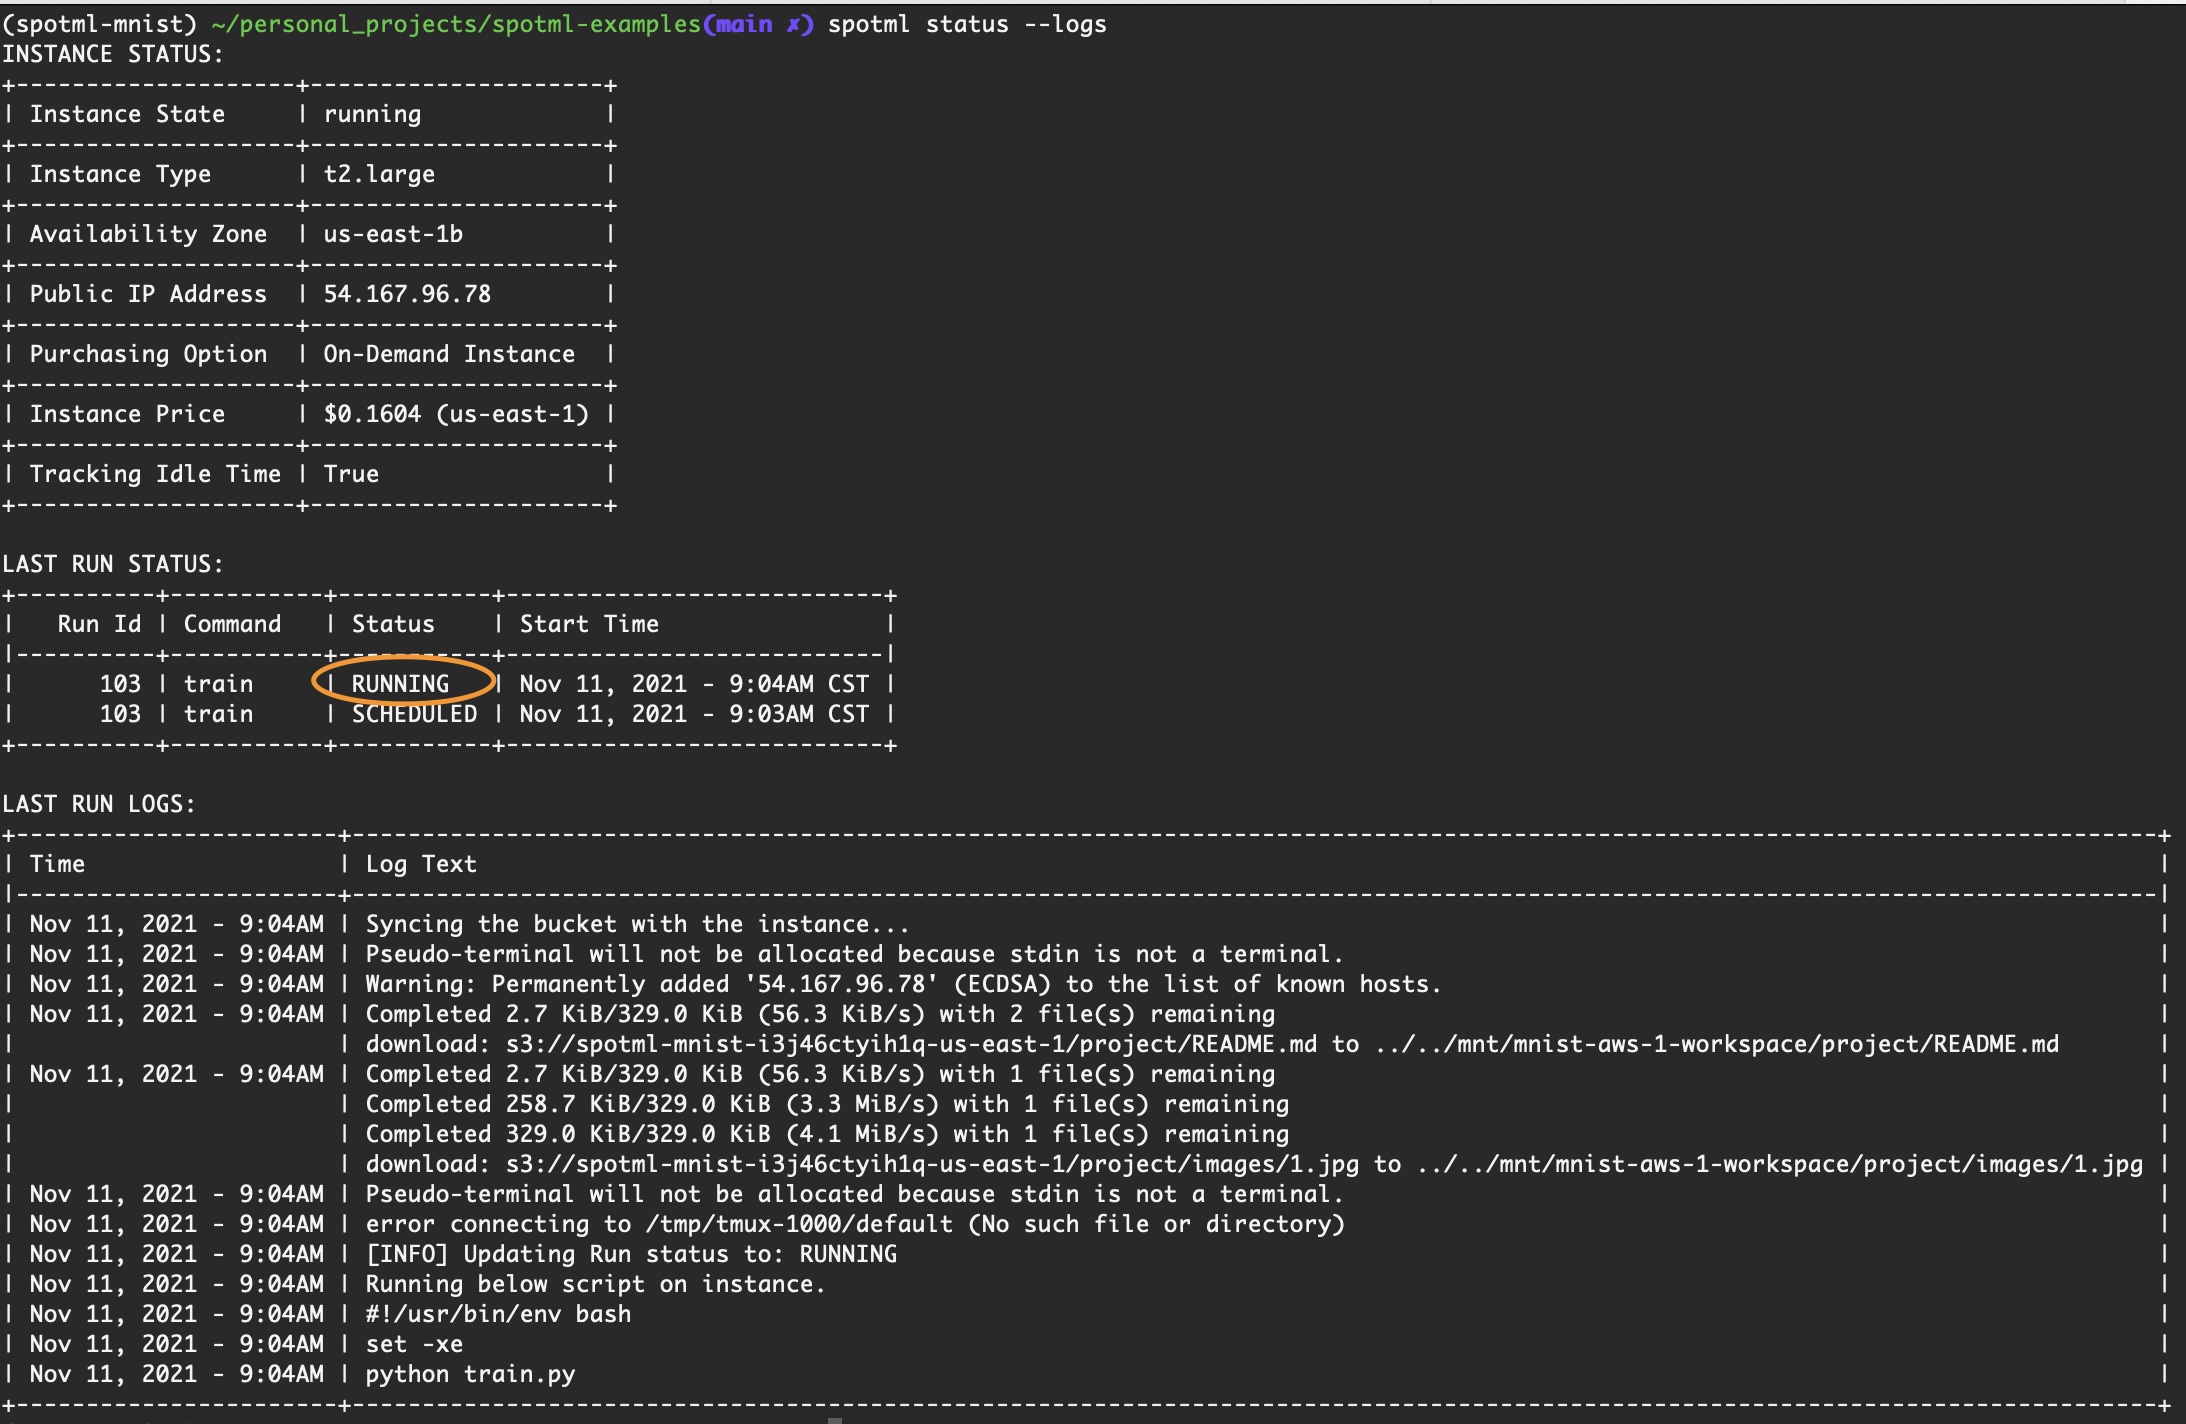 (spotml-mnist) ~/personal_projects/spotml-examples(main ✗) spotml status --logs
INSTANCE STATUS:
+--------------------+---------------------+
| Instance State     | running             |
+--------------------+---------------------+
| Instance Type      | t2.large            |
+--------------------+---------------------+
| Availability Zone  | us-east-1b          |
+--------------------+---------------------+
| Public IP Address  | 54.167.96.78        |
+--------------------+---------------------+
| Purchasing Option  | On-Demand Instance  |
+--------------------+---------------------+
| Instance Price     | $0.1604 (us-east-1) |
+--------------------+---------------------+
| Tracking Idle Time | True                |
+--------------------+---------------------+
LAST RUN STATUS:
+----------+-----------+-----------+---------------------------+
|   Run Id | Command   | Status    | Start Time                |
|----------+-----------+-----------+---------------------------|
|      103 | train     | RUNNING   | Nov 11, 2021 - 9:04AM CST |
|      103 | train     | SCHEDULED | Nov 11, 2021 - 9:03AM CST |
+----------+-----------+-----------+---------------------------+
LAST RUN LOGS:
+-----------------------+---------------------------------------------------------------------------------------------------------------------------------+
| Time                  | Log Text                                                                                                                        |
|-----------------------+---------------------------------------------------------------------------------------------------------------------------------|
| Nov 11, 2021 - 9:04AM | Syncing the bucket with the instance...                                                                                         |
| Nov 11, 2021 - 9:04AM | Pseudo-terminal will not be allocated because stdin is not a terminal.                                                          |
| Nov 11, 2021 - 9:04AM | Warning: Permanently added '54.167.96.78' (ECDSA) to the list of known hosts.                                                   |
| Nov 11, 2021 - 9:04AM | Completed 2.7 KiB/329.0 KiB (56.3 KiB/s) with 2 file(s) remaining                                                               |
|                       | download: s3://spotml-mnist-i3j46ctyih1q-us-east-1/project/README.md to ../../mnt/mnist-aws-1-workspace/project/README.md       |
| Nov 11, 2021 - 9:04AM | Completed 2.7 KiB/329.0 KiB (56.3 KiB/s) with 1 file(s) remaining                                                               |
|                       | Completed 258.7 KiB/329.0 KiB (3.3 MiB/s) with 1 file(s) remaining                                                              |
|                       | Completed 329.0 KiB/329.0 KiB (4.1 MiB/s) with 1 file(s) remaining                                                              |
|                       | download: s3://spotml-mnist-i3j46ctyih1q-us-east-1/project/images/1.jpg to ../../mnt/mnist-aws-1-workspace/project/images/1.jpg |
| Nov 11, 2021 - 9:04AM | Pseudo-terminal will not be allocated because stdin is not a terminal.                                                          |
| Nov 11, 2021 - 9:04AM | error connecting to /tmp/tmux-1000/default (No such file or directory)                                                          |
| Nov 11, 2021 - 9:04AM | [INFO] Updating Run status to: RUNNING                                                                                          |
| Nov 11, 2021 - 9:04AM | Running below script on instance.                                                                                               |
| Nov 11, 2021 - 9:04AM | #!/usr/bin/env bash                                                                                                             |
| Nov 11, 2021 - 9:04AM | set -xe                                                                                                                         |
| Nov 11, 2021 - 9:04AM | python train.py                                                                                                                 |
+-----------------------+---------------------------------------------------------------------------------------------------------------------------------+